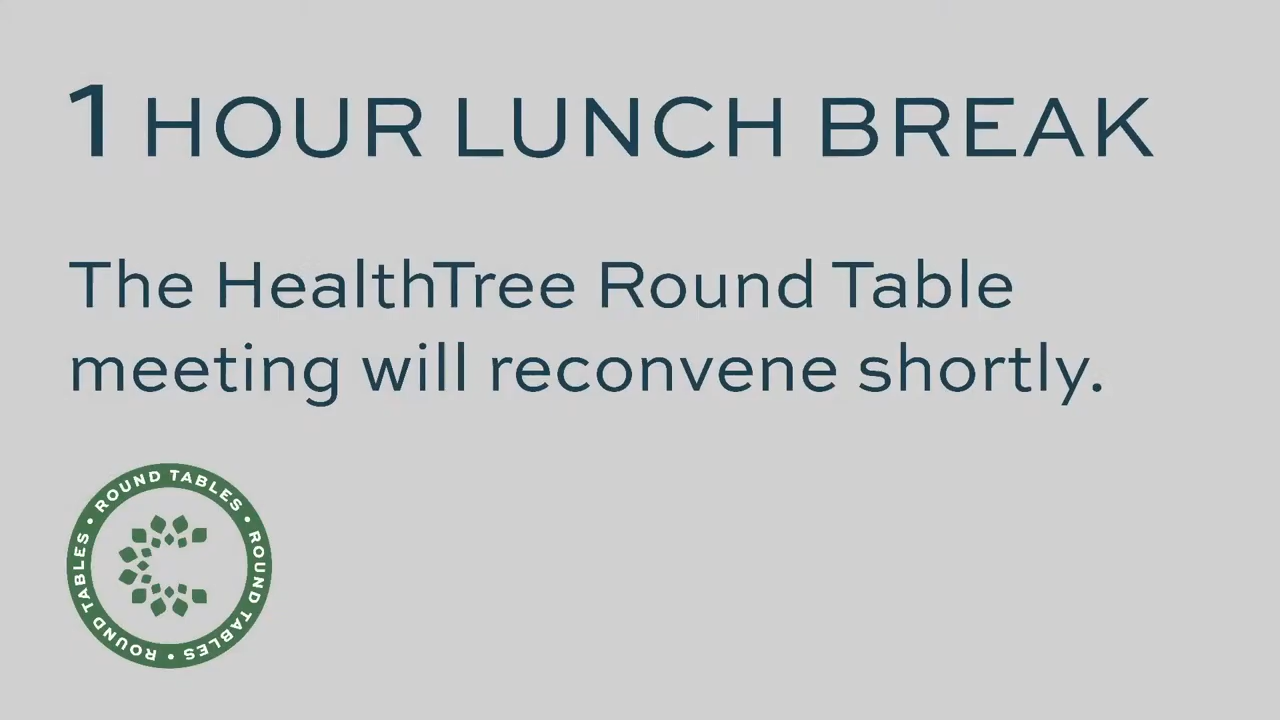 1 HOUR LUNCH BREAK
The HealthTree Round Table
meeting will reconvene shortly.
ROUND TABLES • ROUND TABLES • ROUND TABLES •